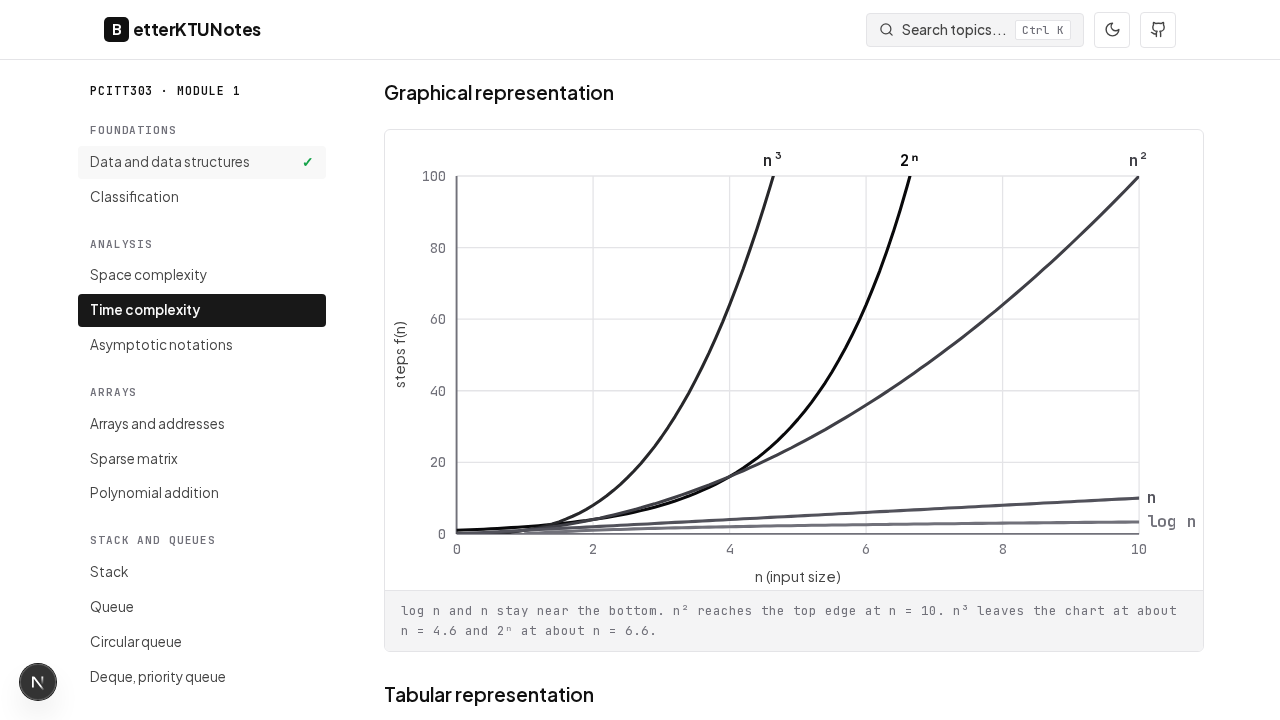 B etterKTUNotes
Search topics... Ctrl K
PCITT303 · MODULE 1
FOUNDATIONS
Data and data structures ✓
Classification
ANALYSIS
Space complexity
Time complexity
Asymptotic notations
ARRAYS
Arrays and addresses
Sparse matrix
Polynomial addition
STACK AND QUEUES
Stack
Queue
Circular queue
Deque, priority queue
N
Graphical representation
n³ 2ⁿ n²
100
80
60
40
20
0
steps f(n)
n
log n
0 2 4 6 8 10
n (input size)
log n and n stay near the bottom. n² reaches the top edge at n = 10. n³ leaves the chart at about
n = 4.6 and 2ⁿ at about n = 6.6.
Tabular representation